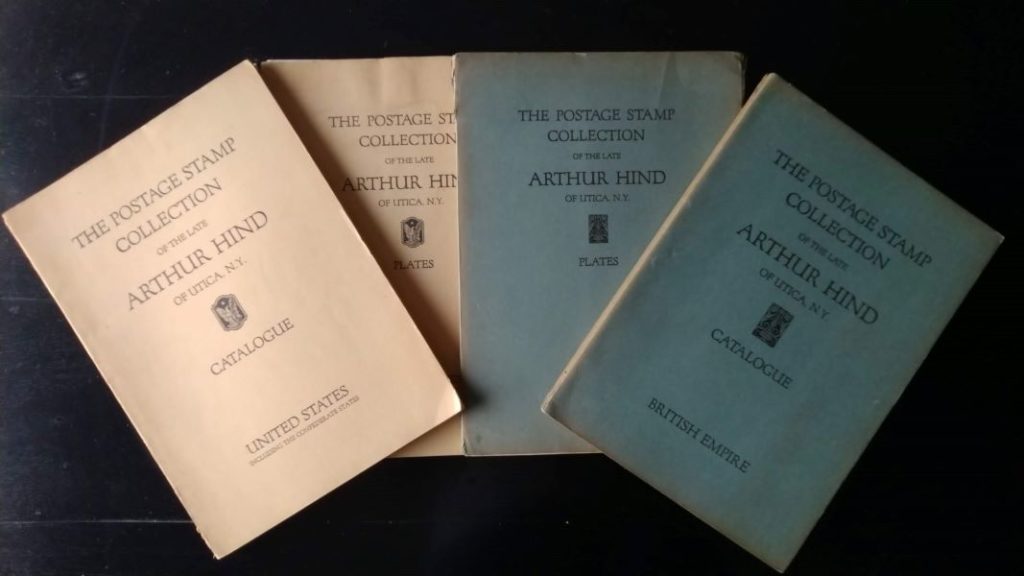 THE POSTAGE STAMP
COLLECTION
OF THE LATE
ARTHUR HIND
OF UTICA, N.Y.
CATALOGUE
UNITED STATES
INCLUDING THE CONFEDERATE STATES
THE POSTAGE ST
COLLECTION
OF THE LATE
ARTHUR HIN
OF UTICA, N.Y.
PLATES
THE POSTAGE STAMP
COLLECTION
OF THE LATE
ARTHUR HIND
OF UTICA, N.Y.
PLATES
THE POSTAGE STAMP
COLLECTION
OF THE LATE
ARTHUR HIND
OF UTICA, N.Y.
CATALOGUE
BRITISH EMPIRE